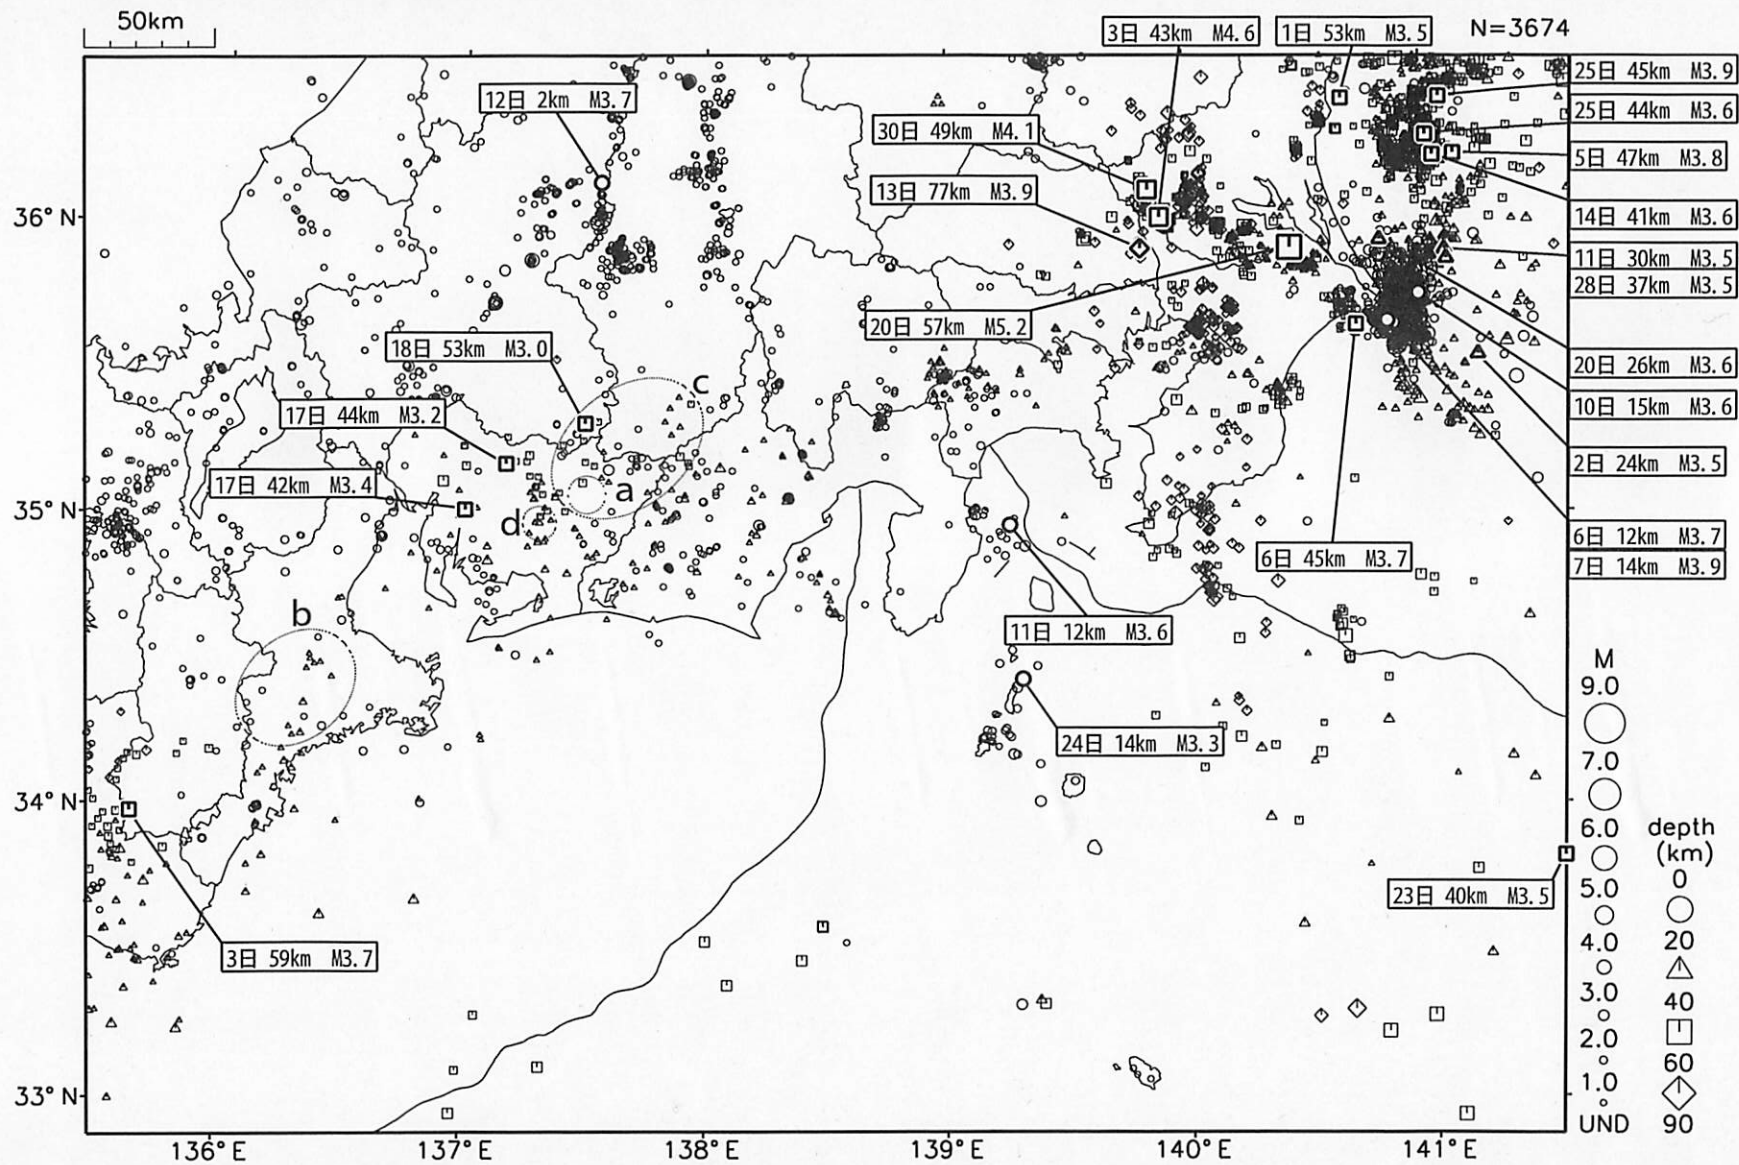 50km
3日 43km M4.6
1日 53km M3.5
N=3674
25日 45km M3.9
12日 2km M3.7
25日 44km M3.6
30日 49km M4.1
5日 47km M3.8
13日 77km M3.9
36°N
14日 41km M3.6
11日 30km M3.5
28日 37km M3.5
20日 57km M5.2
18日 53km M3.0
20日 26km M3.6
c
10日 15km M3.6
17日 44km M3.2
2日 24km M3.5
17日 42km M3.4
a
35°N
d
6日 12km M3.7
6日 45km M3.7
7日 14km M3.9
b
11日 12km M3.6
24日 14km M3.3
34°N
23日 40km M3.5
3日 59km M3.7
33°N
136°E
137°E
138°E
139°E
140°E
141°E
M
9.0
7.0
6.0
5.0
4.0
3.0
2.0
1.0
UND
depth
(km)
0
20
40
60
90